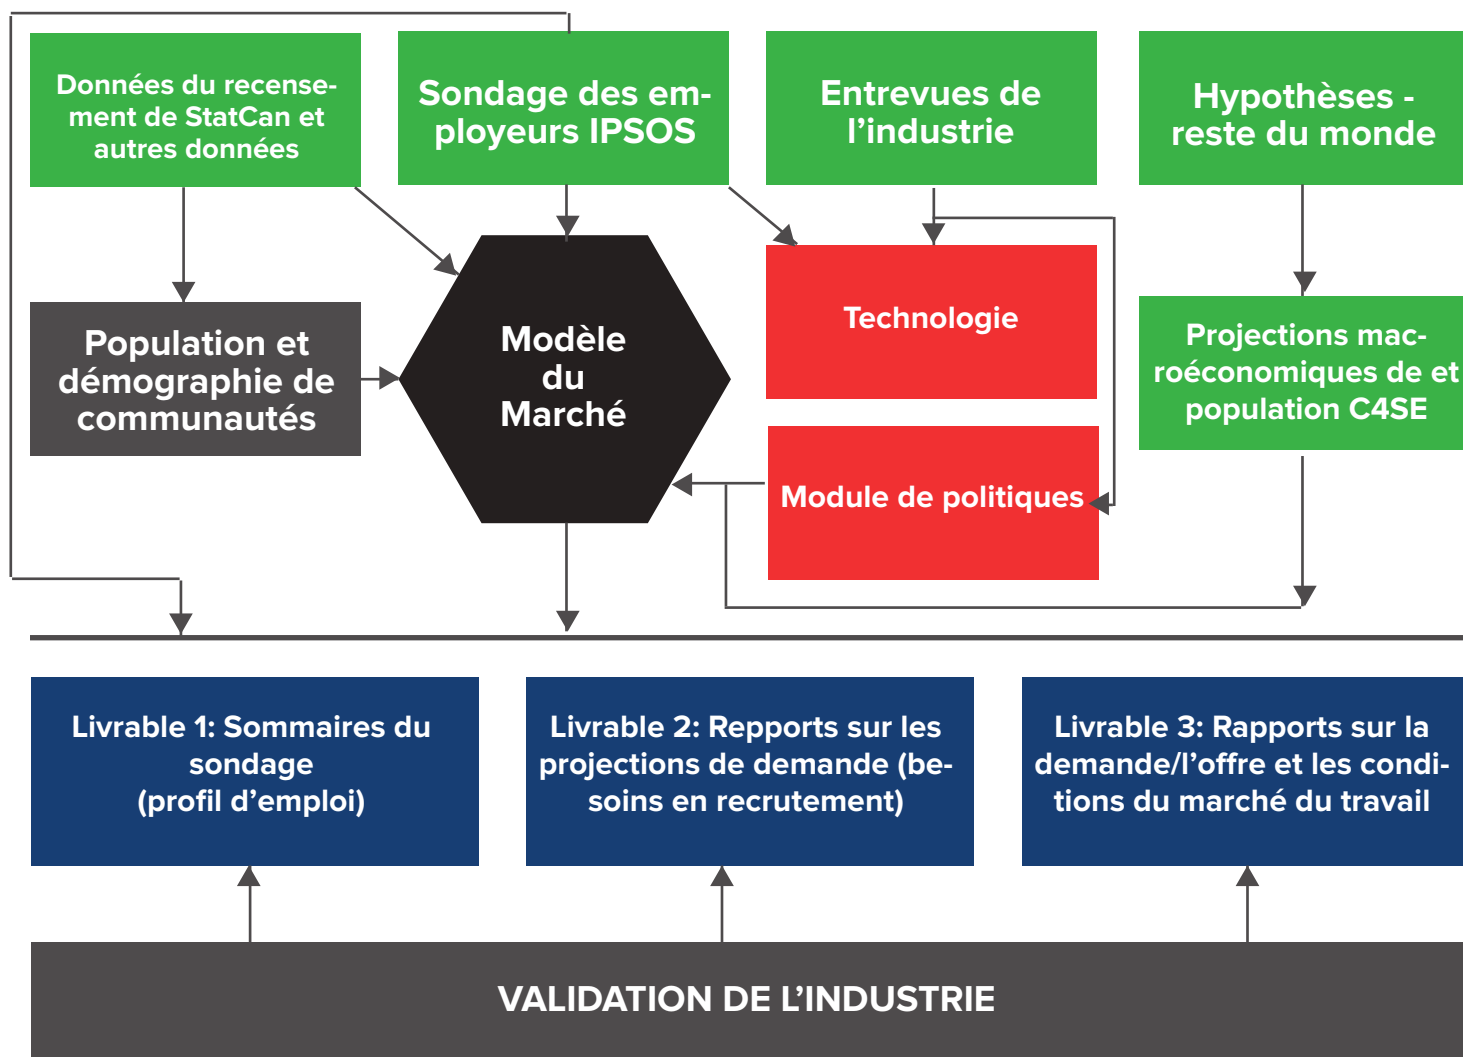 Données du recense-
ment de StatCan et
autres données
Sondage des em-
ployeurs IPSOS
Entrevues de
l'industrie
Hypothèses -
reste du monde
Population et
démographie de
communautés
Modèle
du
Marché
Technologie
Module de politiques
Projections mac-
roéconomiques de et
population C4SE
Livrable 1: Sommaires du
sondage
(profil d'emploi)
Livrable 2: Repports sur les
projections de demande (be-
soins en recrutement)
Livrable 3: Rapports sur la
demande/l'offre et les condi-
tions du marché du travail
VALIDATION DE L'INDUSTRIE